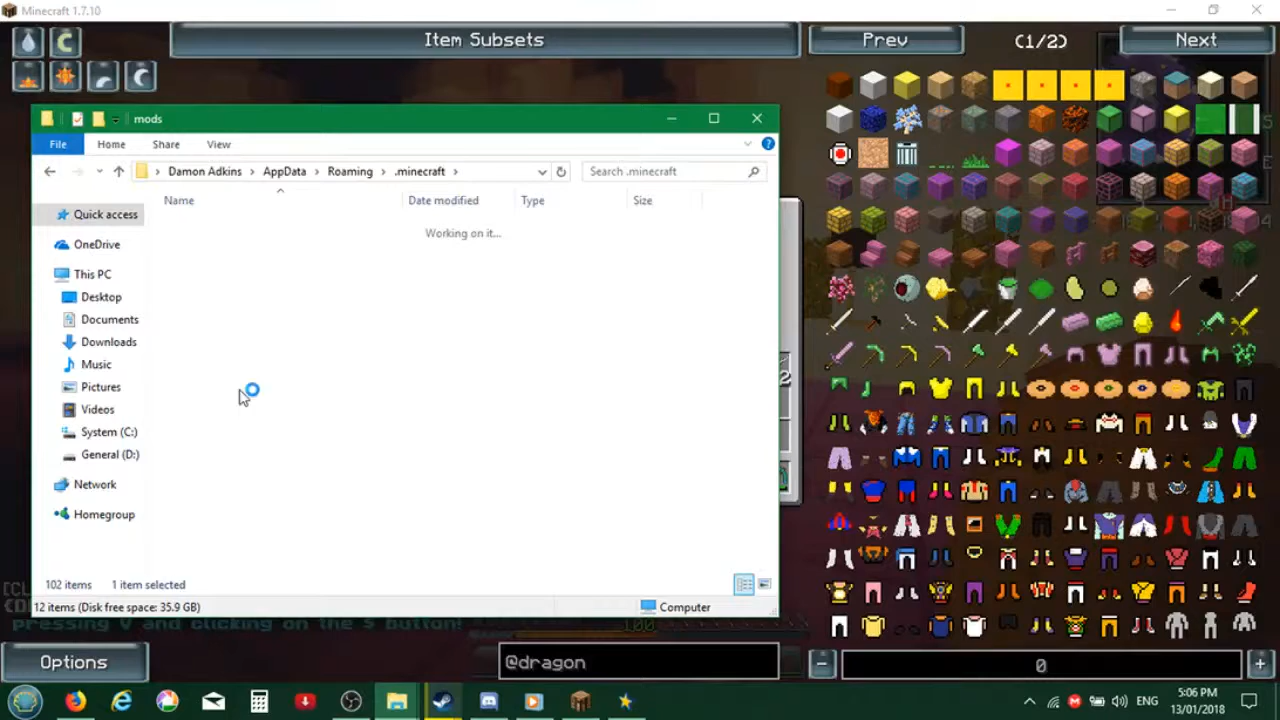 Minecraft 1.7.10
Item Subsets
Prev
(1/2)
Next
mods
File
Home
Share
View
Damon Adkins
AppData
Roaming
.minecraft
Search .minecraft
Name
Date modified
Type
Size
Working on it...
Quick access
OneDrive
This PC
Desktop
Documents
Downloads
Music
Pictures
Videos
System (C:)
General (D:)
Network
Homegroup
102 items
1 item selected
12 items (Disk free space: 35.9 GB)
Computer
pressing V and clicking on the S button!
100
Options
@dragon
0
ENG
5:06 PM
13/01/2018